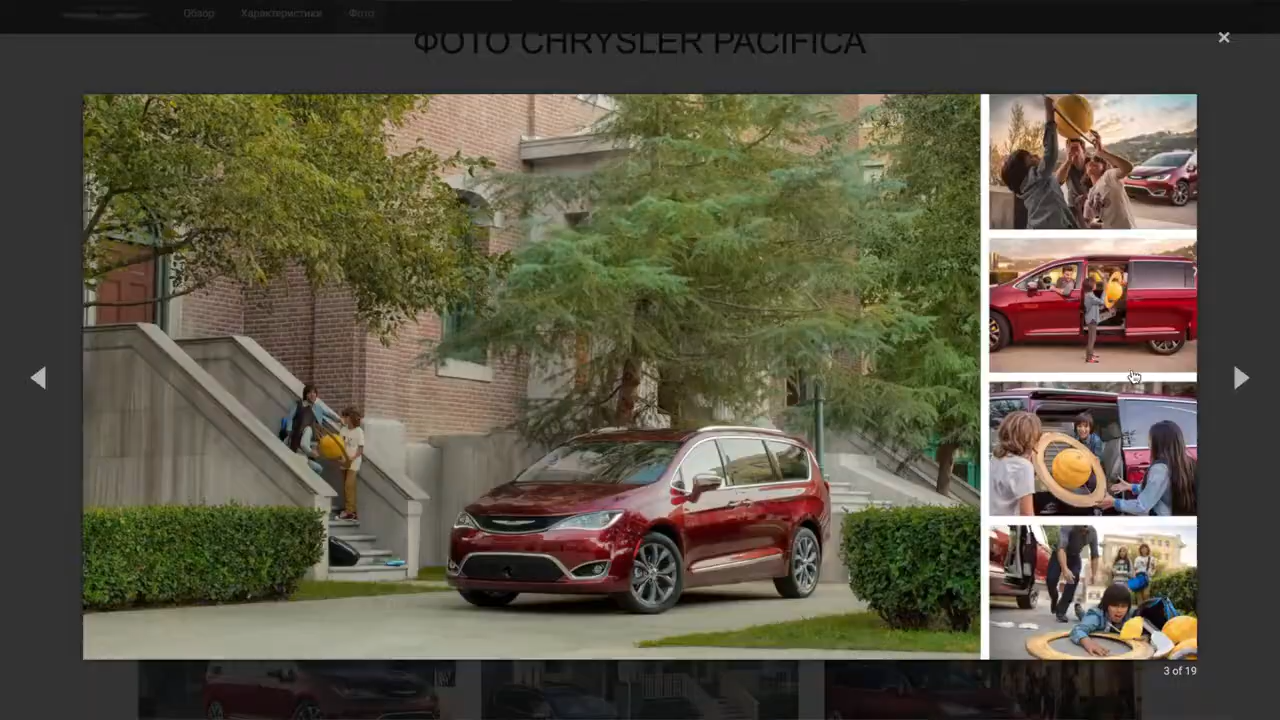 Обзор Характеристики Фото
ФОТО CHRYSLER PACIFICA
×
3 of 19